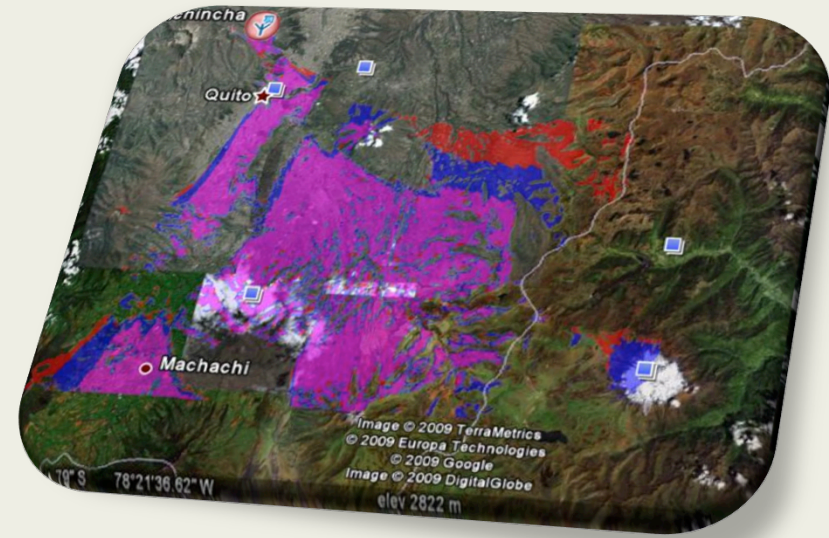 Quito
Machachi
Image © 2009 TerraMetrics
© 2009 Europa Technologies
© 2009 Google
Image © 2009 DigitalGlobe
78°21'36.62" W
elev 2822 m